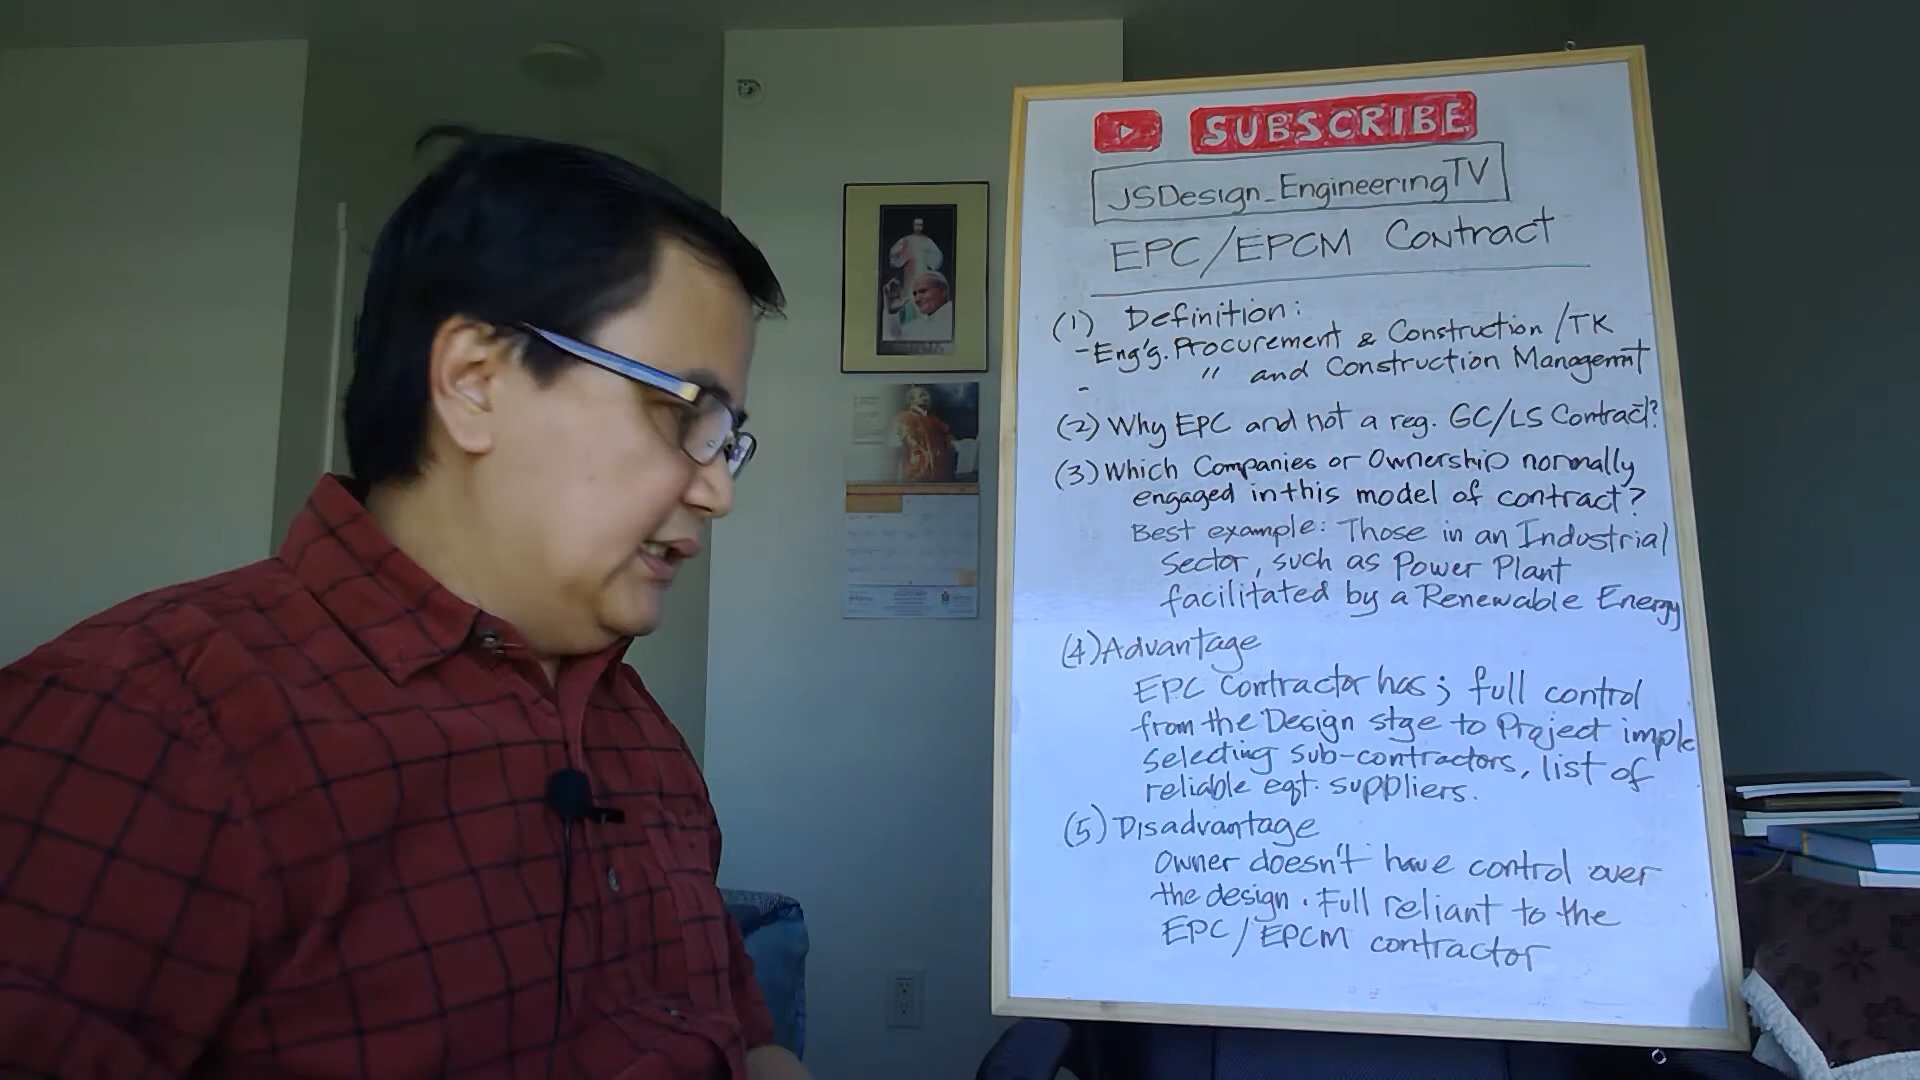 SUBSCRIBE
JSDesign_EngineeringTV
EPC/EPCM Contract
(1) Definition:
- Eng'g. Procurement & Construction/TK
- " and Construction Managemnt
(2) Why EPC and not a reg. GC/LS Contract?
(3) Which Companies or Ownership normally
engaged in this model of contract?
Best example: Those in an Industrial
Sector, such as Power Plant
facilitated by a Renewable Energy
(4) Advantage
EPC Contractor has; full control
from the Design stge to Project imple
selecting sub-contractors, list of
reliable eqt. suppliers.
(5) Disadvantage
Owner doesn't have control over
the design. Full reliant to the
EPC/EPCM contractor